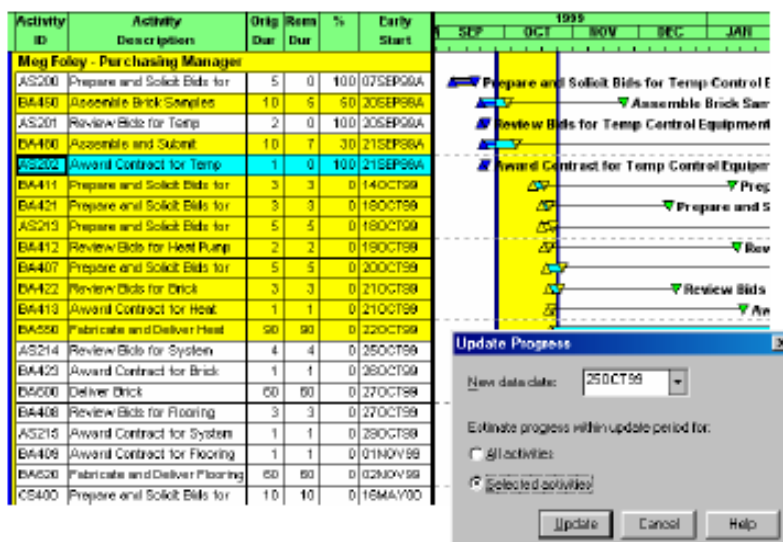 Activity ID Activity Description Orig Dur Rem Dur % Early Start 1999 SEP OCT NOV DEC JAN
Meg Foley - Purchasing Manager
AS200 Prepare and Solicit Bids for 5 0 100 07SEP99A Prepare and Solicit Bids for Temp Control E
BA450 Assemble Brick Samples 10 5 50 20SEP99A Assemble Brick Sam
AS201 Review Bids for Temp 2 0 100 20SEP99A Review Bids for Temp Control Equipment
BA460 Assemble and Submit 10 7 30 21SEP99A
AS202 Award Contract for Temp 1 0 100 21SEP99A Award Contract for Temp Control Equipm
BA411 Prepare and Solicit Bids for 3 3 0 14OCT99 Prep
BA421 Prepare and Solicit Bids for 3 3 0 18OCT99 Prepare and S
AS213 Prepare and Solicit Bids for 5 5 0 18OCT99
BA412 Review Bids for Heat Pump 2 2 0 19OCT99 Rev
BA407 Prepare and Solicit Bids for 5 5 0 20OCT99
BA422 Review Bids for Brick 3 3 0 21OCT99 Review Bids
BA413 Award Contract for Heat 1 1 0 21OCT99 Aw
BA550 Fabricate and Deliver Heat 90 90 0 22OCT99
AS214 Review Bids for System 4 4 0 25OCT99
BA423 Award Contract for Brick 1 1 0 26OCT99
BA600 Deliver Brick 60 60 0 27OCT99
BA408 Review Bids for Flooring 3 3 0 27OCT99
AS215 Award Contract for System 1 1 0 29OCT99
BA409 Award Contract for Flooring 1 1 0 01NOV99
BA620 Fabricate and Deliver Flooring 60 60 0 02NOV99
CS400 Prepare and Solicit Bids for 10 10 0 16MAY00
Update Progress
New data date: 25OCT99
Estimate progress within update period for:
All activities
Selected activities
Update Cancel Help